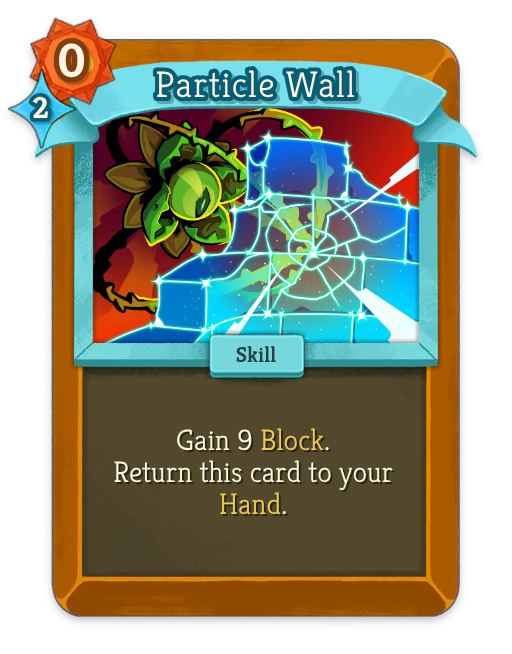 0
2
Particle Wall
Skill
Gain 9 Block.
Return this card to your
Hand.